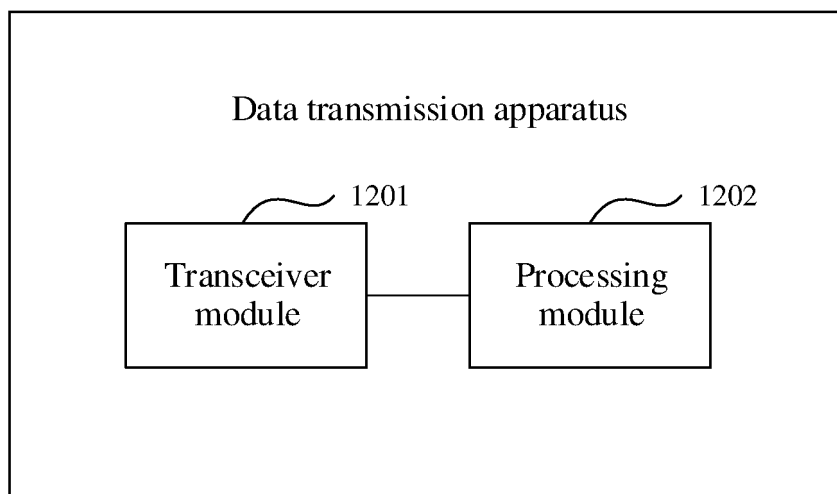 Data transmission apparatus
1201
1202
Transceiver
module
Processing
module